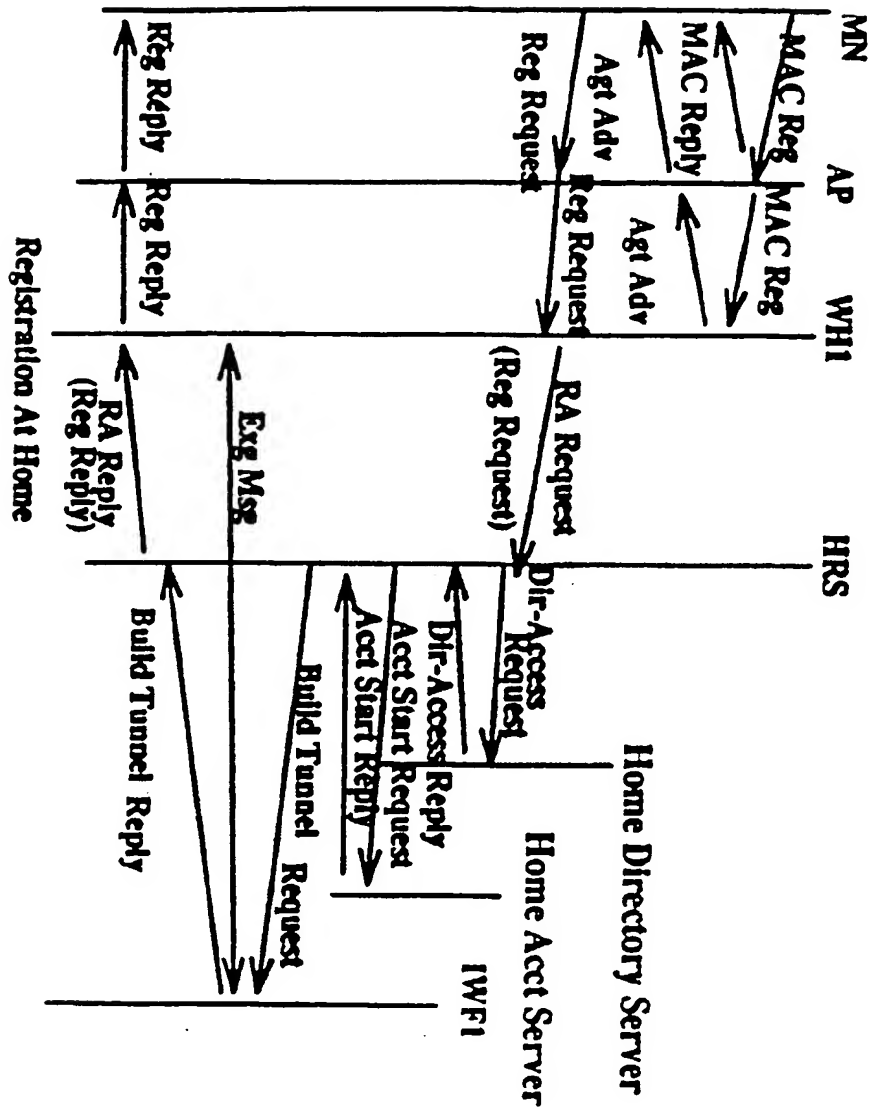 MN
AP
WH1
HRS
Home Directory Server
Home Acct Server
IWF1
MAC Reg
MAC Reg
MAC Reply
Agt Adv
Agt Adv
Reg Request
Reg Request
RA Request
(Reg Request)
Dir-Access
Request
Dir-Access Reply
Acct Start Request
Acct Start Reply
Build Tunnel Request
Exg Msg
Build Tunnel Reply
RA Reply
(Reg Reply)
Reg Reply
Reg Reply
Registration At Home